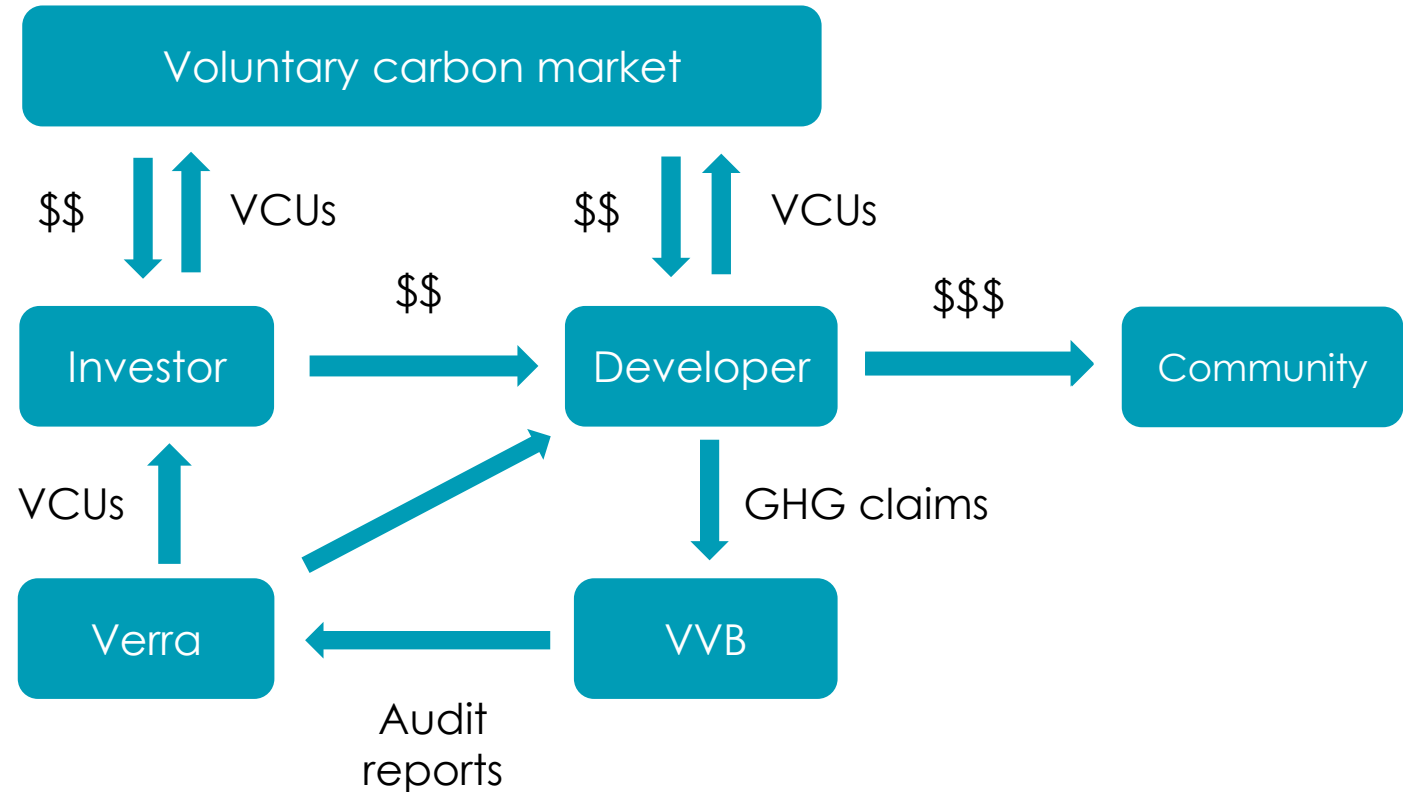 Voluntary carbon market
$$
VCUs
$$
VCUs
$$
$$$
Investor
Developer
Community
VCUs
GHG claims
Verra
VVB
Audit
reports